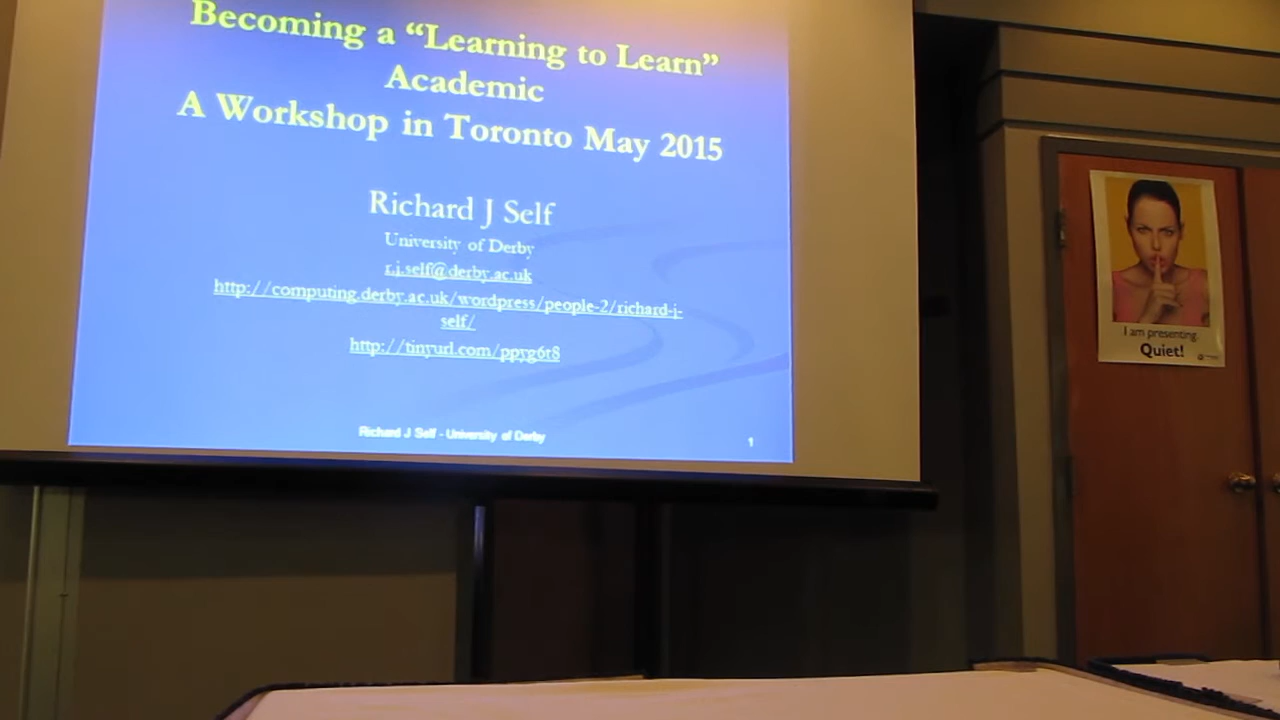 Becoming a “Learning to Learn”
Academic
A Workshop in Toronto May 2015
Richard J Self
University of Derby
r.j.self@derby.ac.uk
http://computing.derby.ac.uk/wordpress/people-2/richard-j-
self/
http://tinyurl.com/ppyg6t8
Richard J Self - University of Derby
1
I am presenting.
Quiet!